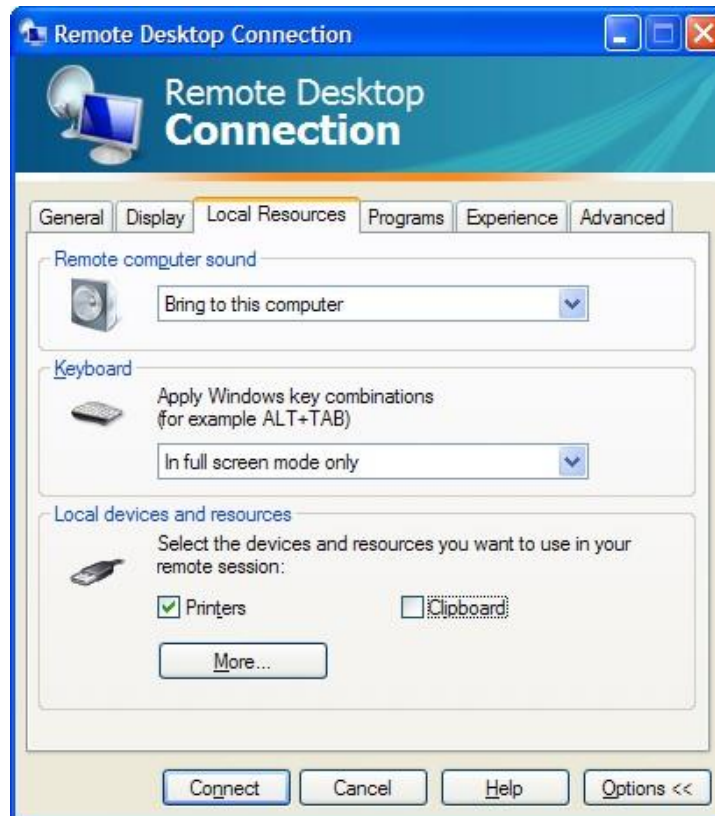 Remote Desktop Connection
Remote Desktop
Connection
General Display Local Resources Programs Experience Advanced
Remote computer sound
Bring to this computer
Keyboard
Apply Windows key combinations
(for example ALT+TAB)
In full screen mode only
Local devices and resources
Select the devices and resources you want to use in your
remote session:
Printers Clipboard
More...
Connect Cancel Help Options <<